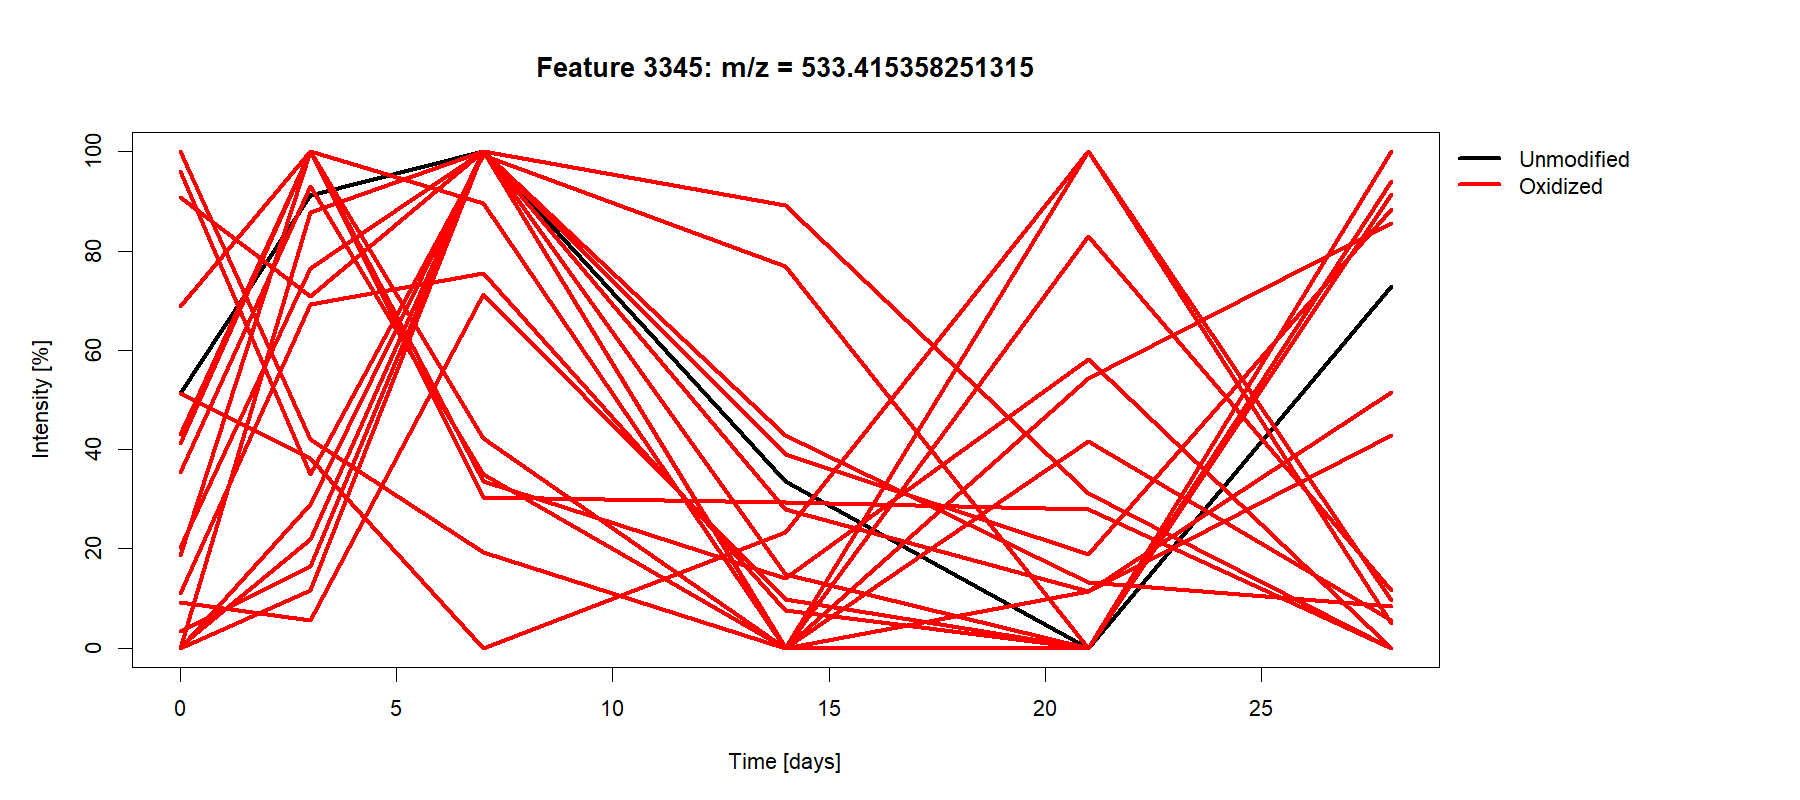 Feature 3345: m/z = 533.415358251315
Unmodified
Oxidized
Intensity [%]
100
80
60
40
20
0
0 5 10 15 20 25
Time [days]